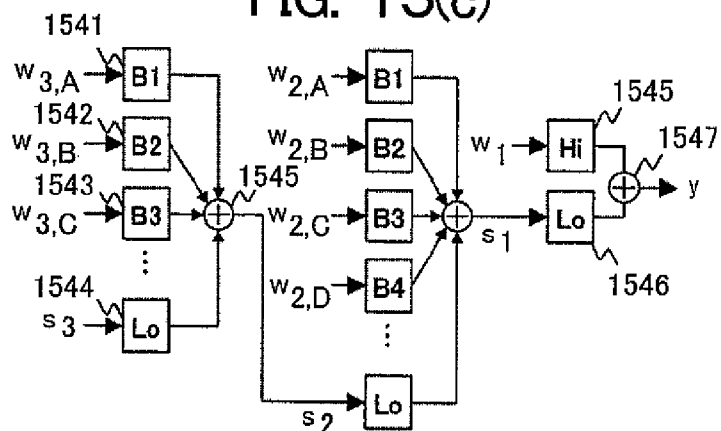 FIG. 15(c)
1541
w3,A B1
1542
w3,B B2
1543
w3,C B3
1545
⋮
1544
s3 Lo
w2,A B1
w2,B B2
w2,C B3
w2,D B4
⋮
s2 Lo
s1
1545
w1 Hi
1547
y
Lo
1546